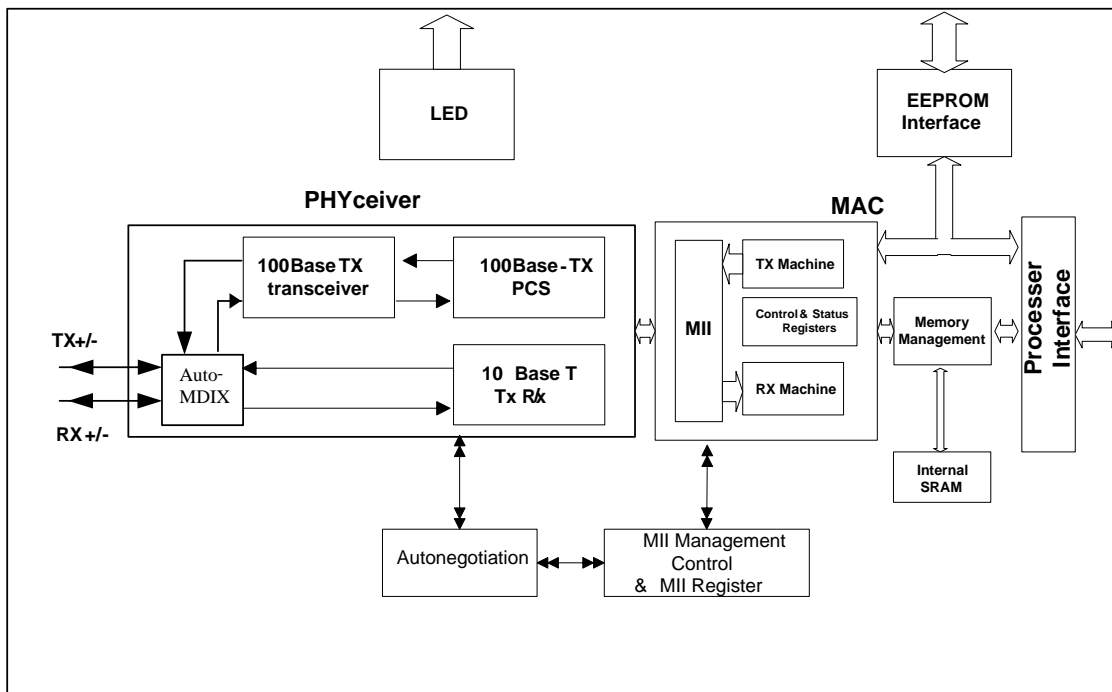 LED
EEPROM
Interface
PHYceiver
MAC
100Base TX
transceiver
100Base-TX
PCS
TX+/-
RX+/-
Auto-
MDIX
10 Base T
Tx R/x
MII
TX Machine
Control & Status
Registers
RX Machine
Memory
Management
Internal
SRAM
Processer
Interface
Autonegotiation
MII Management
Control
& MII Register